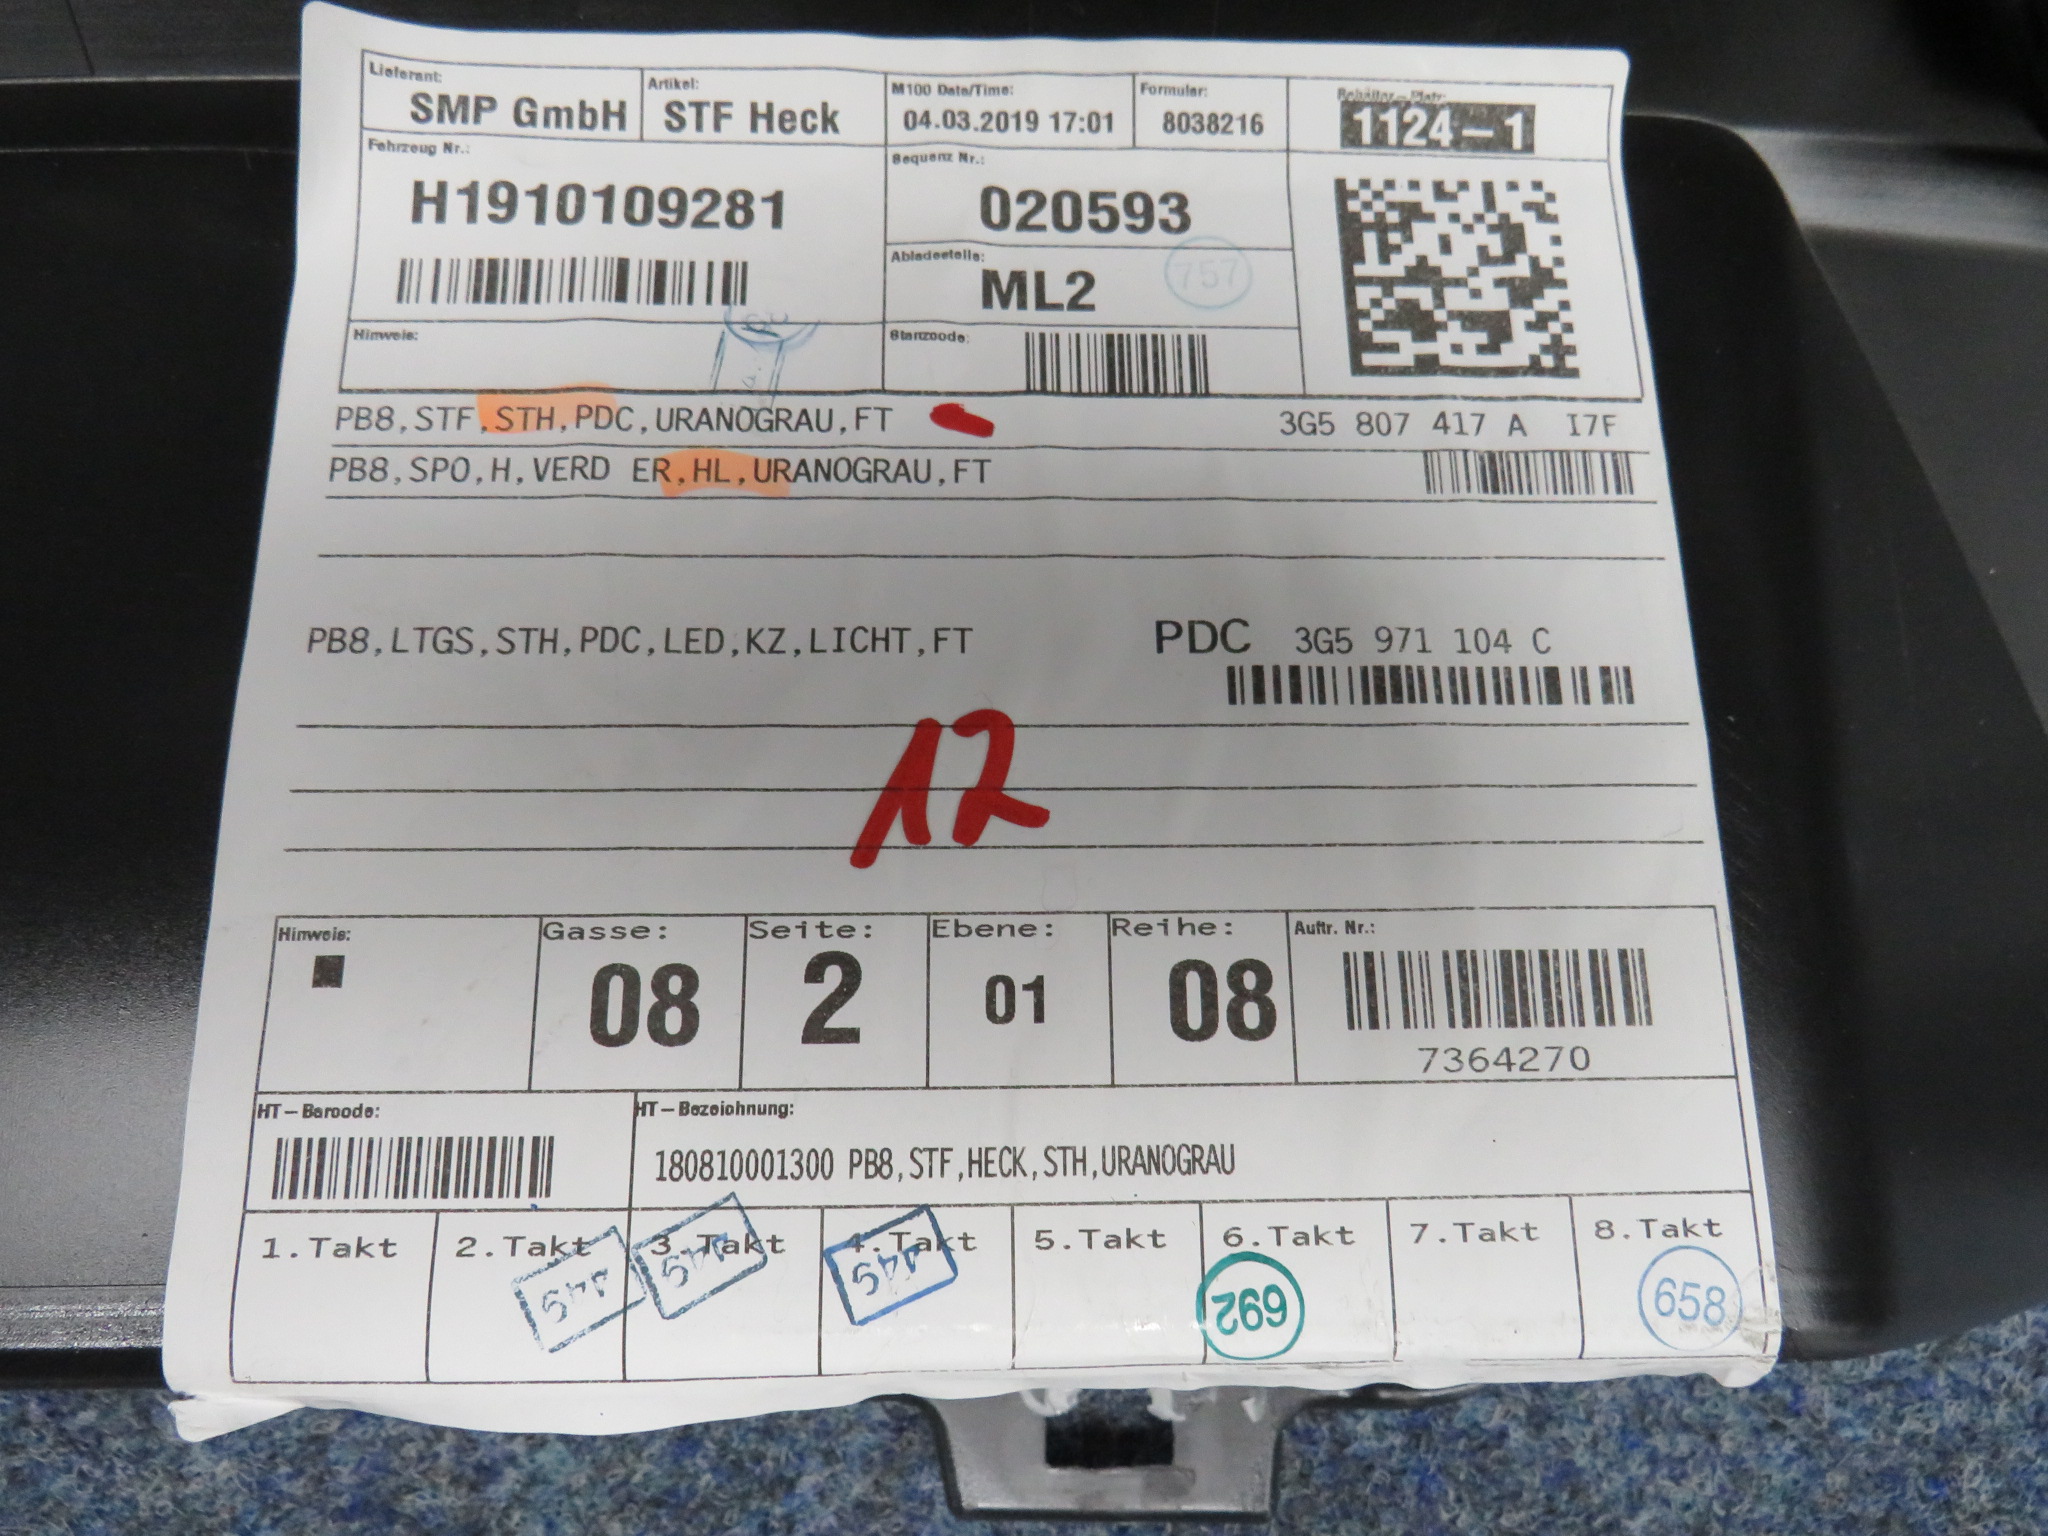 Lieferant:
SMP GmbH
Artikel:
STF Heck
M100 Date/Time:
04.03.2019 17:01
Formular:
8038216
Behälter-Platz:
1124-1
Fahrzeug Nr.:
H1910109281
Sequenz Nr.:
020593
Abladestelle:
ML2
757
Hinweis:
Stanzcode:
PB8,STF,STH,PDC,URANOGRAU,FT
3G5 807 417 A I7F
PB8,SPO,H,VERD ER,HL,URANOGRAU,FT
PB8,LTGS,STH,PDC,LED,KZ,LICHT,FT
PDC 3G5 971 104 C
12
Hinweis:
Gasse:
08
Seite:
2
Ebene:
01
Reihe:
08
Auftr. Nr.:
7364270
HT-Barcode:
HT-Bezeichnung:
180810001300 PB8,STF,HECK,STH,URANOGRAU
1.Takt
2.Takt
3.Takt
4.Takt
5.Takt
6.Takt
7.Takt
8.Takt
692
658